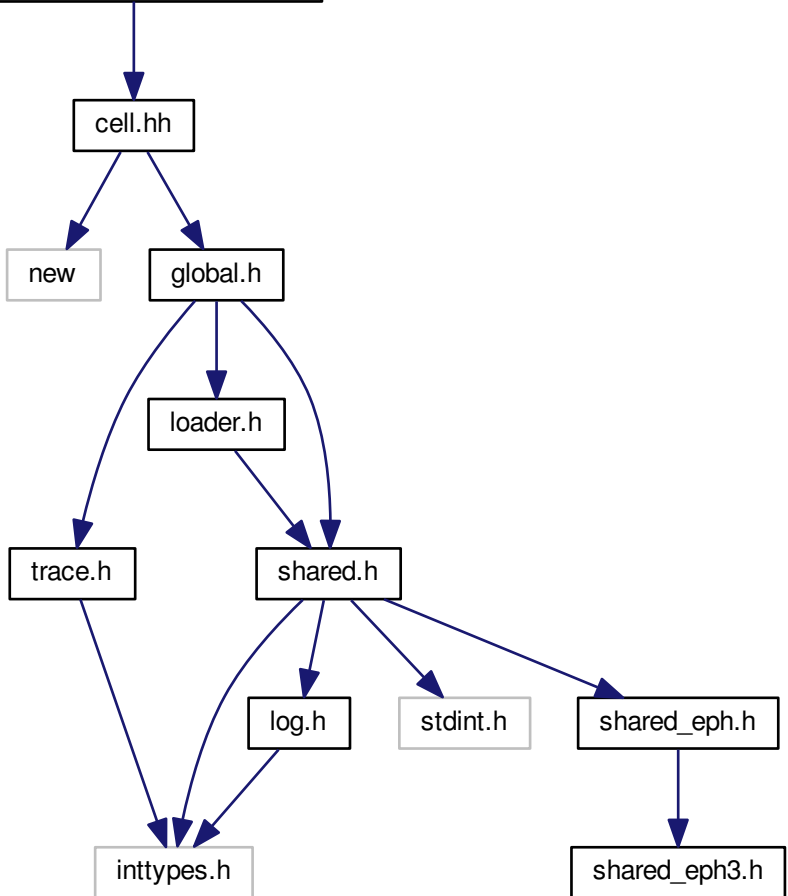 cell.hh
new
global.h
loader.h
trace.h
shared.h
log.h
stdint.h
shared_eph.h
inttypes.h
shared_eph3.h